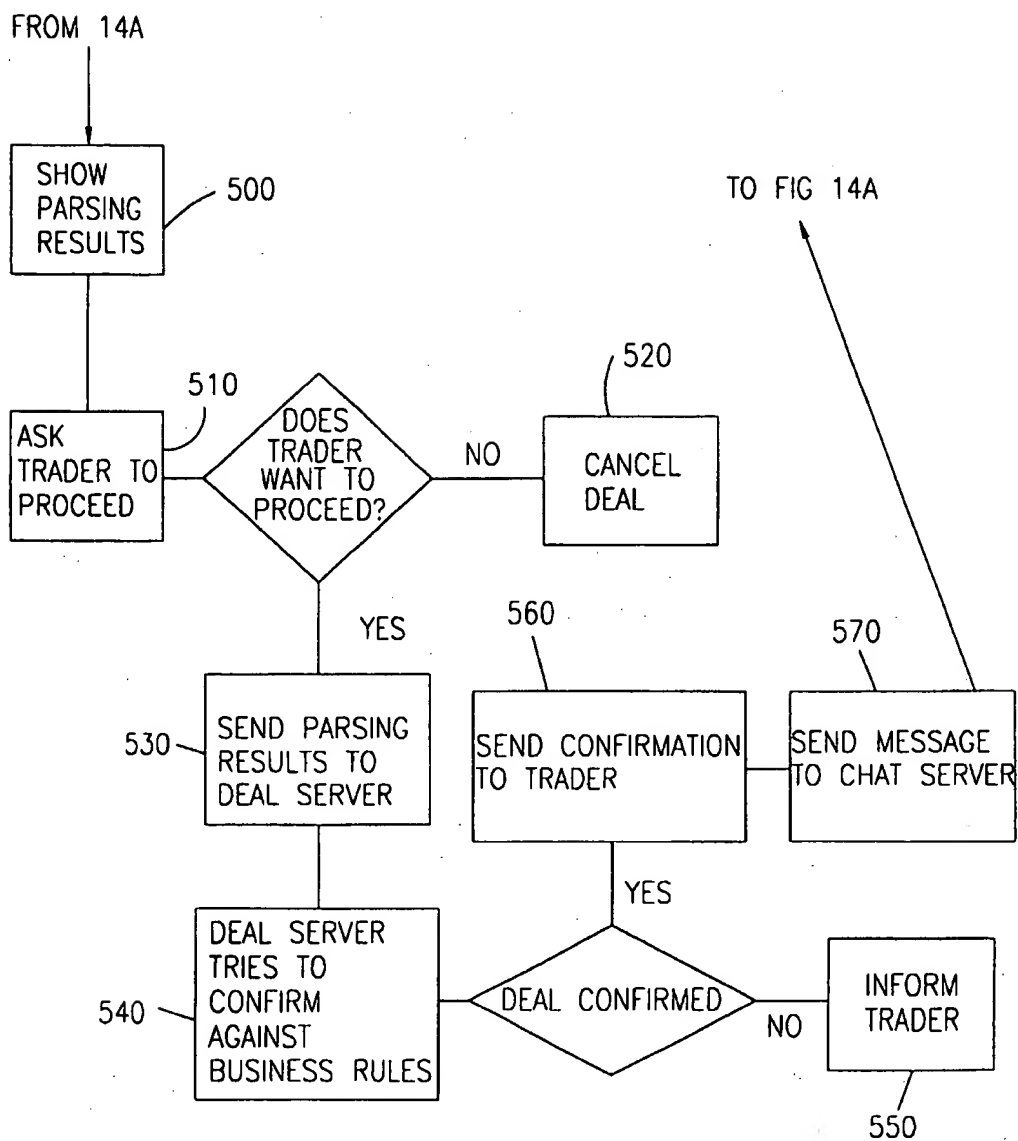 FROM 14A
SHOW
PARSING
RESULTS
500
TO FIG 14A
510
ASK
TRADER TO
PROCEED
DOES
TRADER
WANT TO
PROCEED?
NO
520
CANCEL
DEAL
YES
530
SEND PARSING
RESULTS TO
DEAL SERVER
560
SEND CONFIRMATION
TO TRADER
570
SEND MESSAGE
TO CHAT SERVER
540
DEAL SERVER
TRIES TO
CONFIRM
AGAINST
BUSINESS RULES
YES
DEAL CONFIRMED
NO
INFORM
TRADER
550